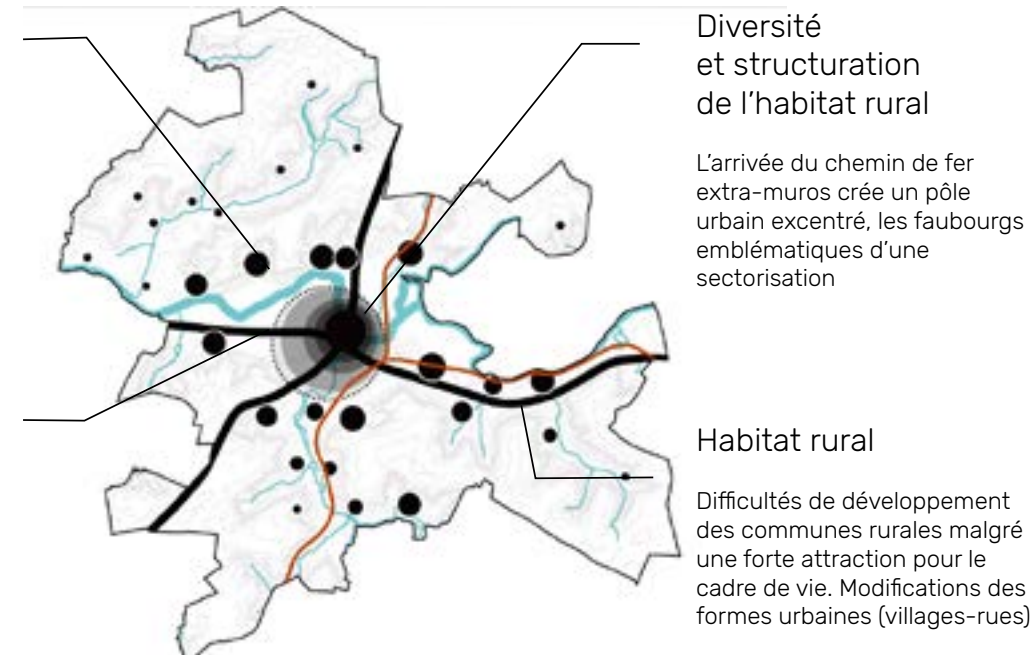 Diversité
et structuration
de l'habitat rural
L'arrivée du chemin de fer
extra-muros crée un pôle
urbain excentré, les faubourgs
emblématiques d'une
sectorisation
Habitat rural
Difficultés de développement
des communes rurales malgré
une forte attraction pour le
cadre de vie. Modifications des
formes urbaines (villages-rues)